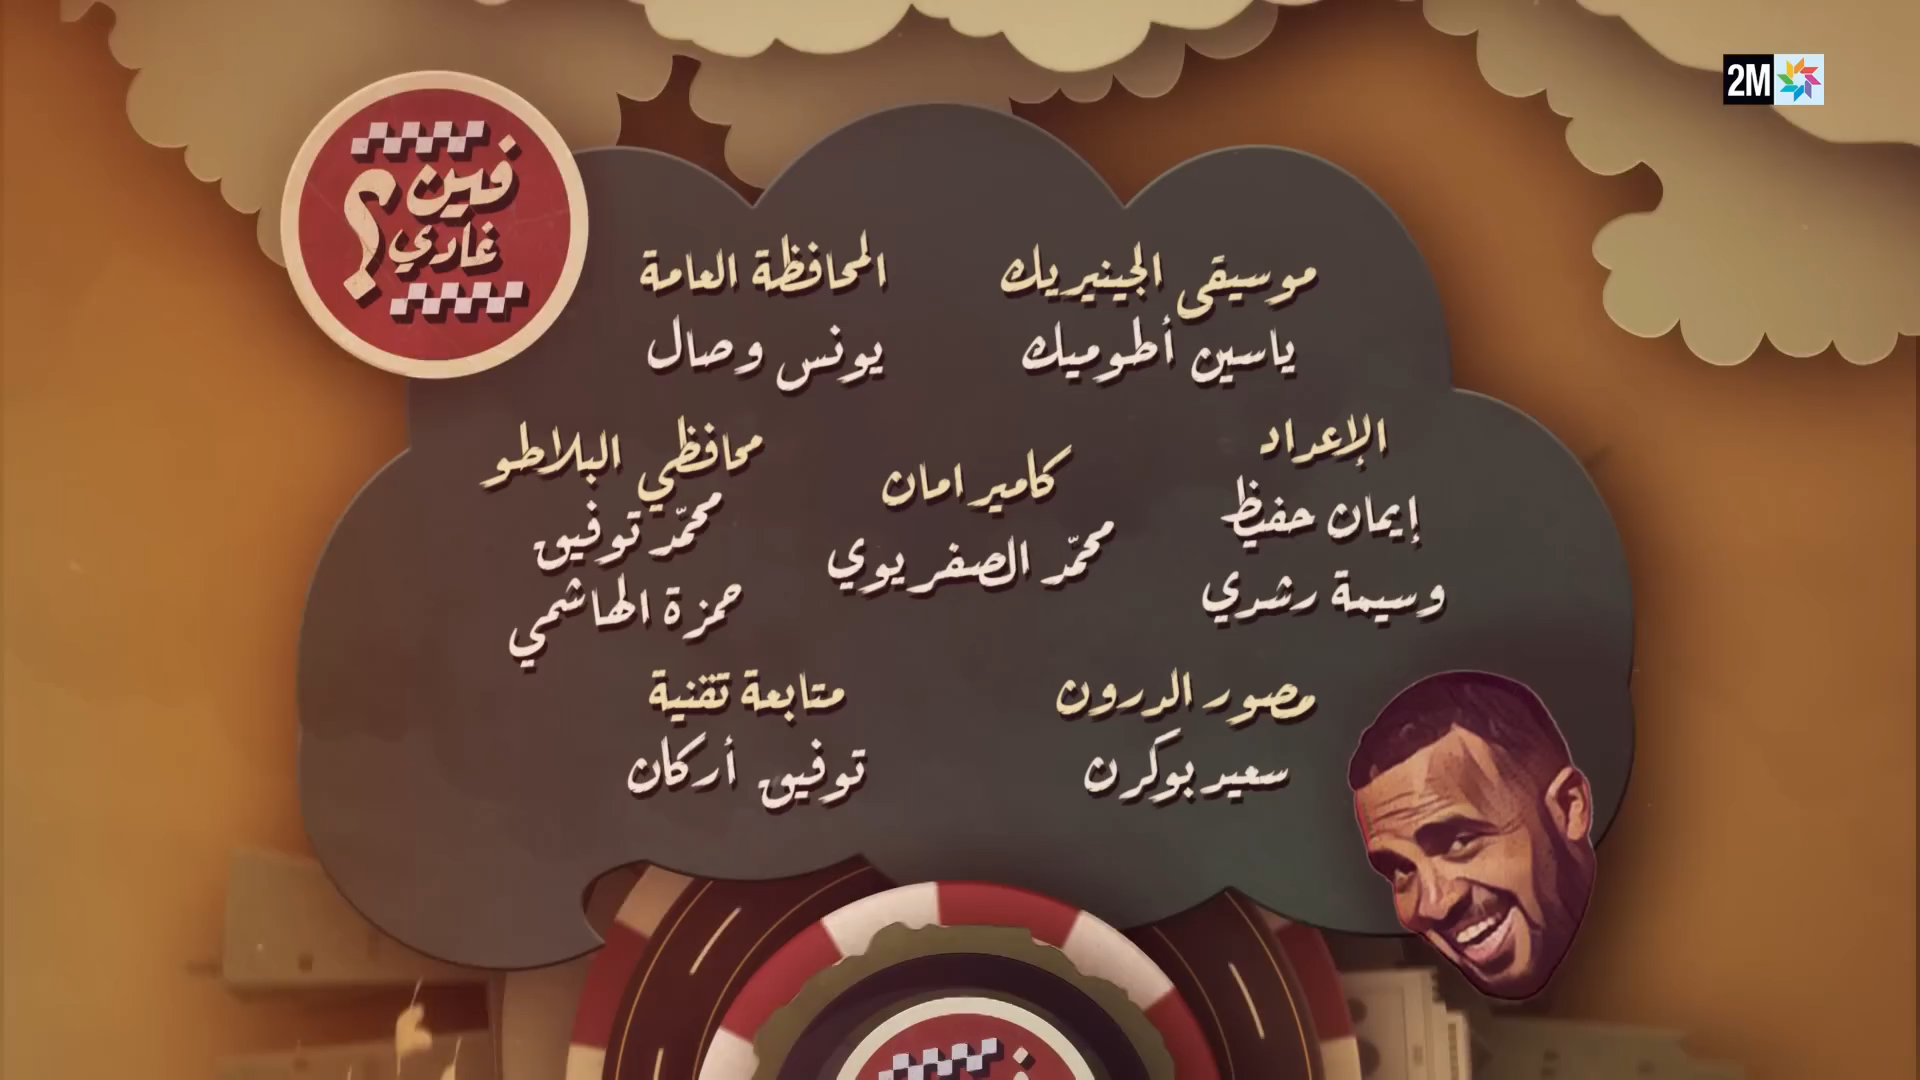 2M
فين
غادي
؟
موسيقى الجينيريك
ياسين أطوميك
المحافظة العامة
يونس وصال
الإعداد
إيمان حفيظ
وسيمة رشدي
كاميرامان
محمّد الصفريوي
محافظي البلاطو
محمّد توفيق
حمزة الهاشمي
مصور الدرون
سعيد بوكرن
متابعة تقنية
توفيق أركان